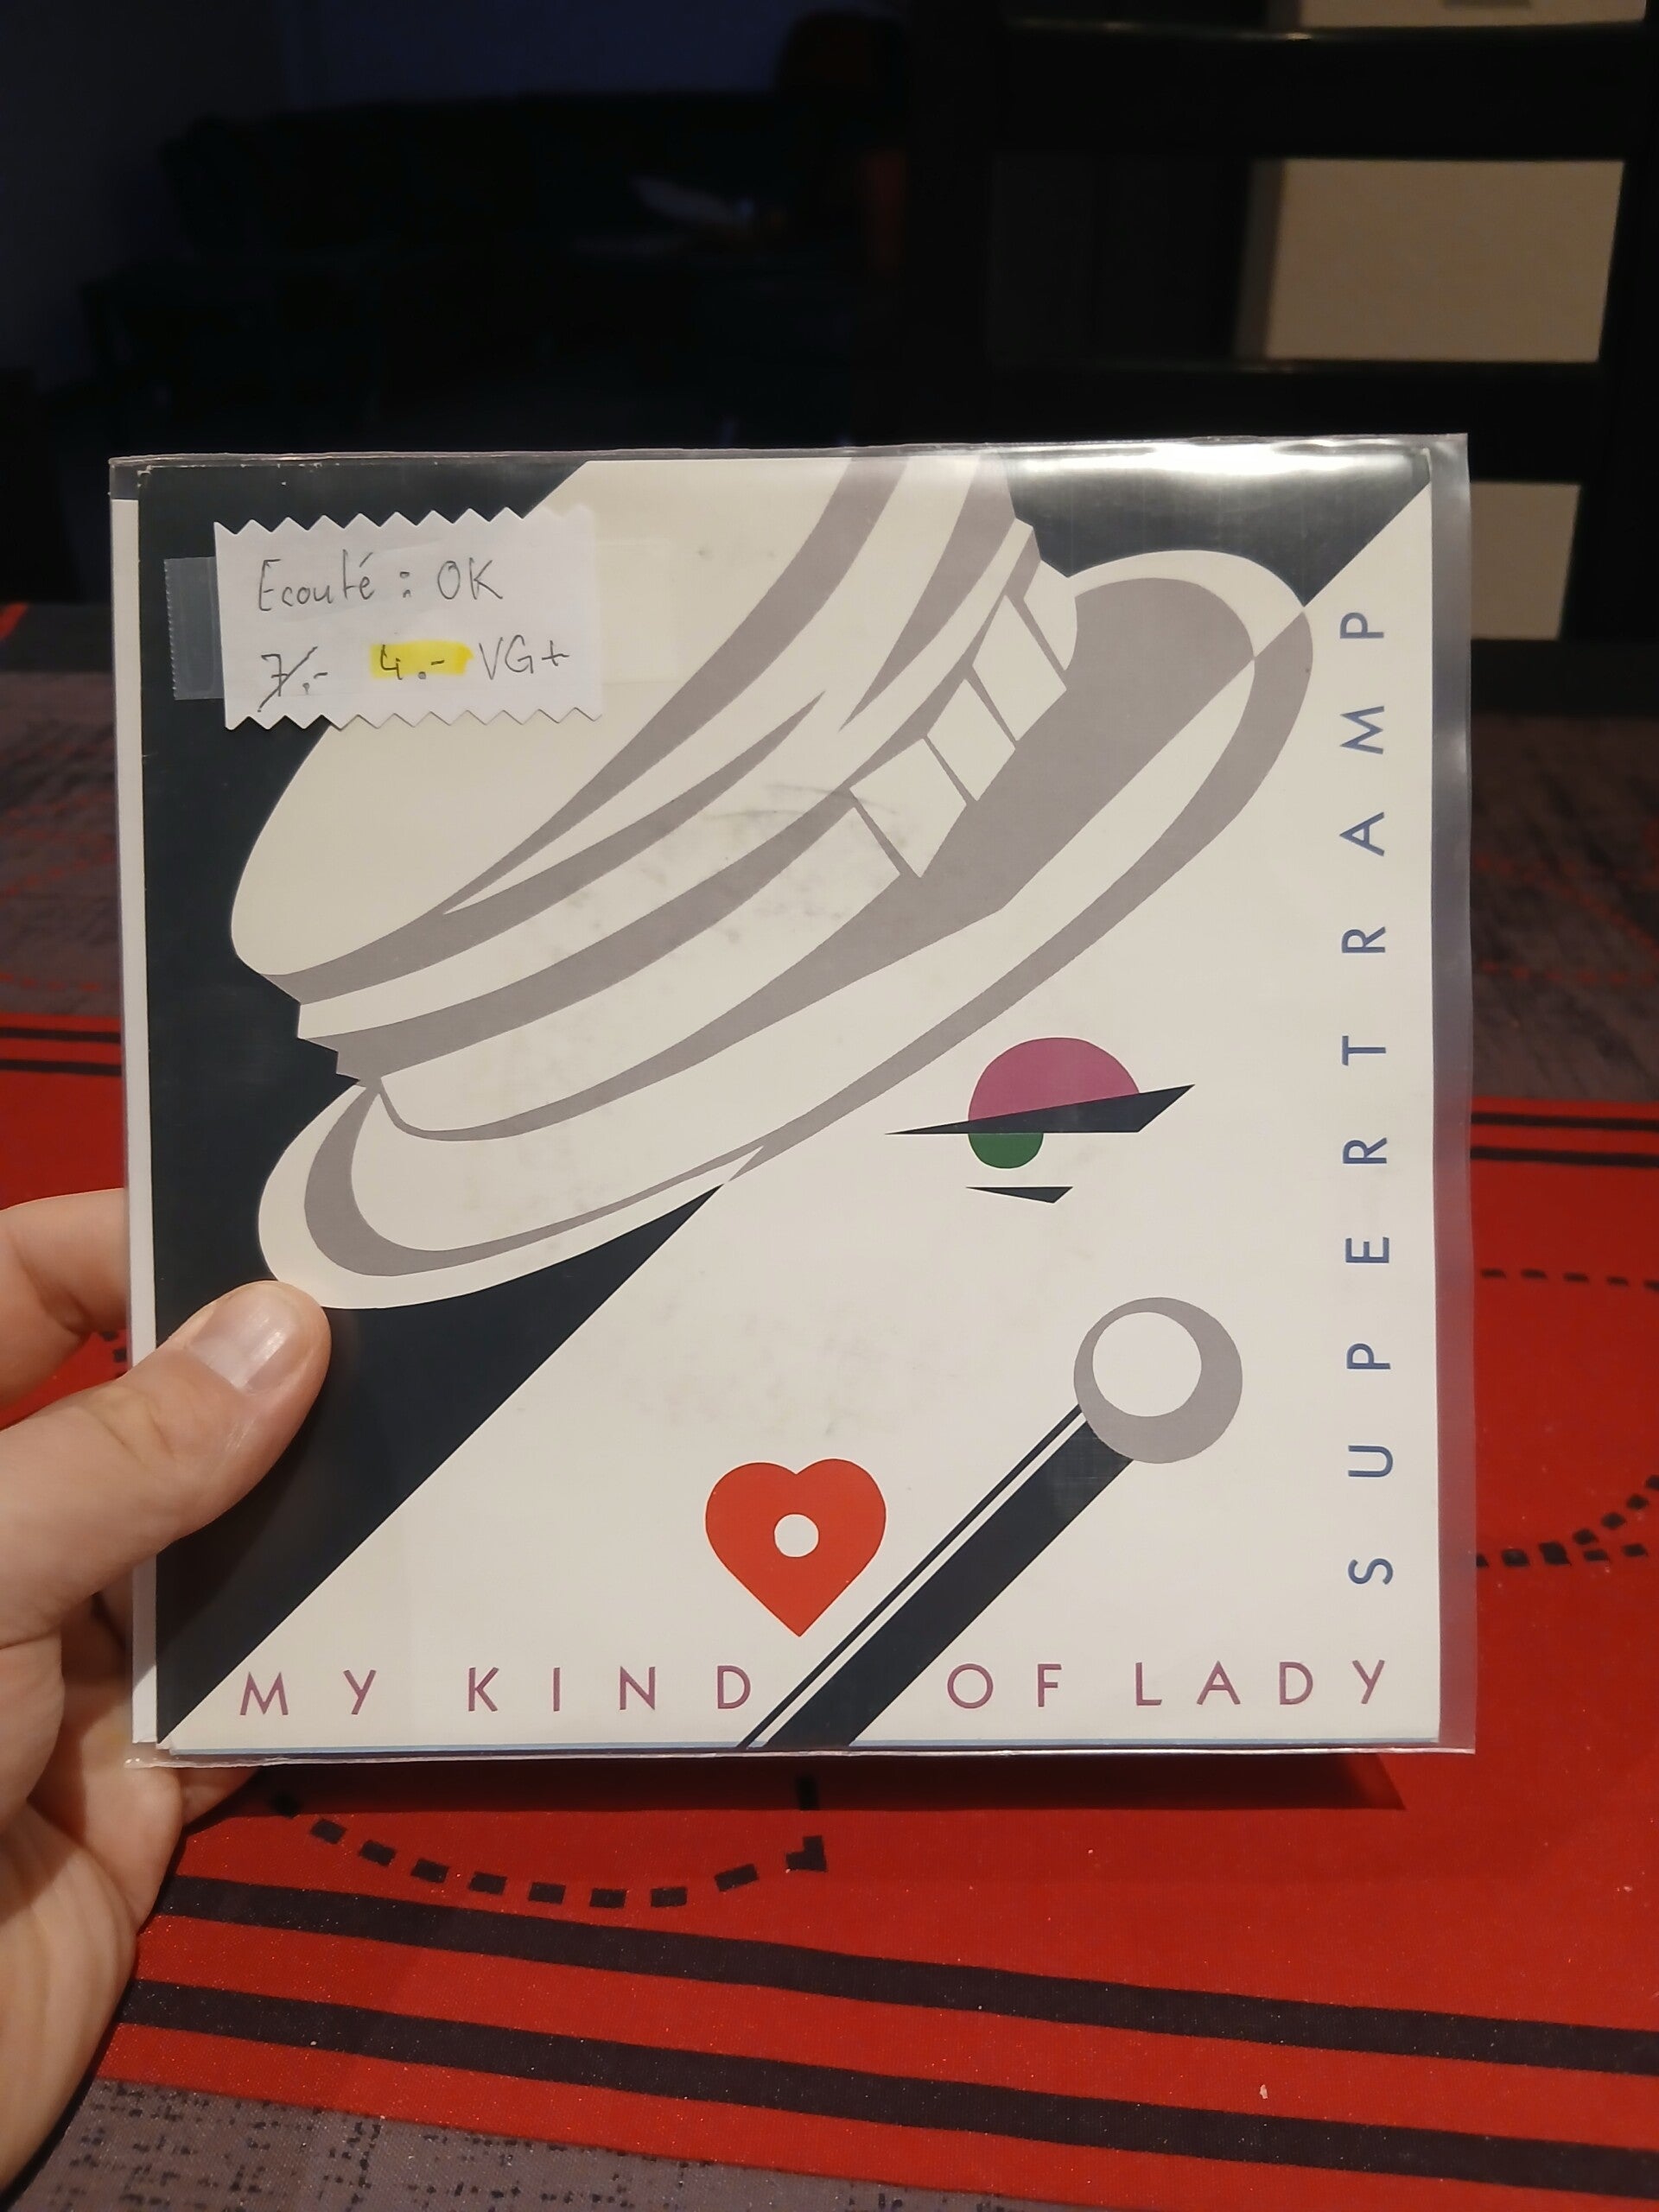 Ecouté : OK
7.- 4.- VG+
SUPERTRAMP
MY KIND OF LADY